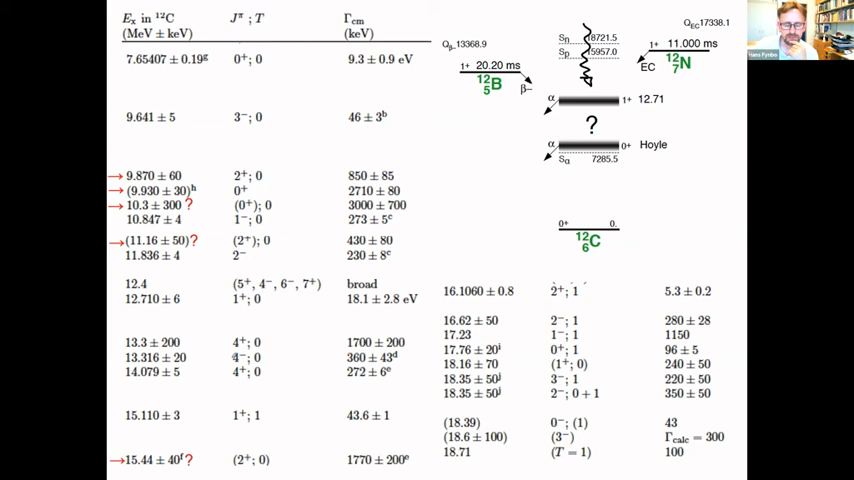 Eₓ in ¹²C Jπ; T Γcm
(MeV ± keV) (keV)
7.65407 ± 0.19ᵍ 0⁺; 0 9.3 ± 0.9 eV
9.641 ± 5 3⁻; 0 46 ± 3ᵇ
→ 9.870 ± 60 2⁺; 0 850 ± 85
→ (9.930 ± 30)ʰ 0⁺ 2710 ± 80
→ 10.3 ± 300 ? (0⁺); 0 3000 ± 700
10.847 ± 4 1⁻; 0 273 ± 5ᶜ
→ (11.16 ± 50) ? (2⁺); 0 430 ± 80
11.836 ± 4 2⁻ 230 ± 8ᶜ
12.4 (5⁺, 4⁻, 6⁻, 7⁺) broad
12.710 ± 6 1⁺; 0 18.1 ± 2.8 eV
13.3 ± 200 4⁺; 0 1700 ± 200
13.316 ± 20 4⁻; 0 360 ± 43ᵈ
14.079 ± 5 4⁺; 0 272 ± 6ᵉ
15.110 ± 3 1⁺; 1 43.6 ± 1
→ 15.44 ± 40ᶠ ? (2⁺; 0) 1770 ± 200ᵉ
Qβ₋ 13368.9
1+ 20.20 ms
¹²₅B
β−
Sn 18721.5
Sp 15957.0
QEC 17338.1
1+ 11.000 ms
EC
¹²₇N
α 1+ 12.71
?
α 0+ Hoyle
Sα 7285.5
0+ 0.
¹²₆C
16.1060 ± 0.8 2⁺; 1 5.3 ± 0.2
16.62 ± 50 2⁻; 1 280 ± 28
17.23 1⁻; 1 1150
17.76 ± 20ⁱ 0⁺; 1 96 ± 5
18.16 ± 70 (1⁺; 0) 240 ± 50
18.35 ± 50ʲ 3⁻; 1 220 ± 50
18.35 ± 50ʲ 2⁻; 0 + 1 350 ± 50
(18.39) 0⁻; (1) 43
(18.6 ± 100) (3⁻) Γcalc = 300
18.71 (T = 1) 100
Hans Fynbo